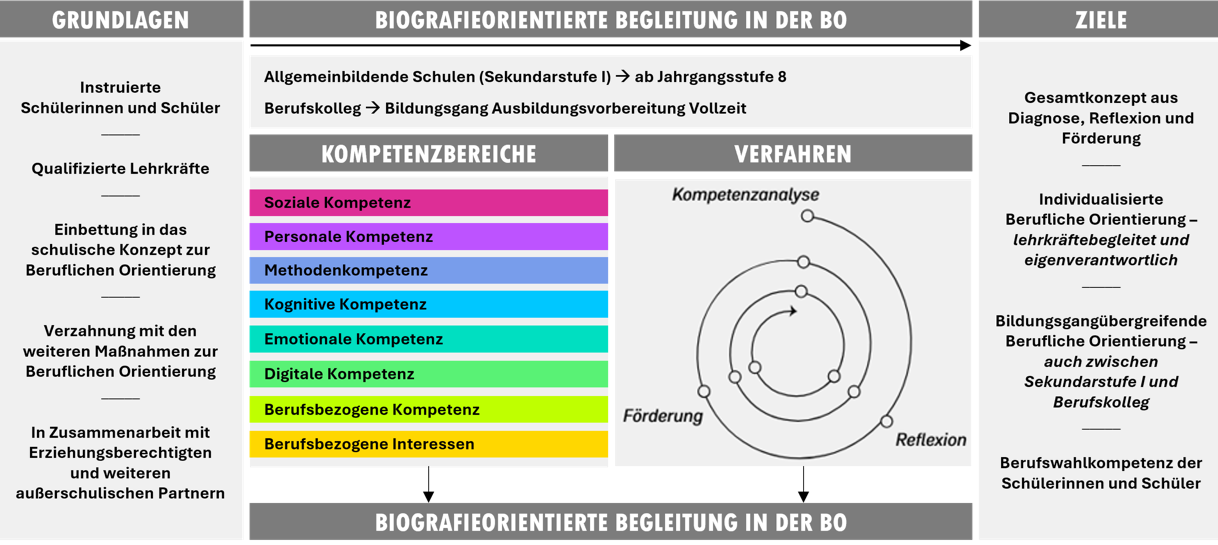 GRUNDLAGEN
Instruierte
Schülerinnen und Schüler
Qualifizierte Lehrkräfte
Einbettung in das
schulische Konzept zur
Beruflichen Orientierung
Verzahnung mit den
weiteren Maßnahmen zur
Beruflichen Orientierung
In Zusammenarbeit mit
Erziehungsberechtigten
und weiteren
außerschulischen Partnern
BIOGRAFIEORIENTIERTE BEGLEITUNG IN DER BO
Allgemeinbildende Schulen (Sekundarstufe I) → ab Jahrgangsstufe 8
Berufskolleg → Bildungsgang Ausbildungsvorbereitung Vollzeit
KOMPETENZBEREICHE
Soziale Kompetenz
Personale Kompetenz
Methodenkompetenz
Kognitive Kompetenz
Emotionale Kompetenz
Digitale Kompetenz
Berufsbezogene Kompetenz
Berufsbezogene Interessen
VERFAHREN
Kompetenzanalyse
Förderung
Reflexion
BIOGRAFIEORIENTIERTE BEGLEITUNG IN DER BO
ZIELE
Gesamtkonzept aus
Diagnose, Reflexion und
Förderung
Individualisierte
Berufliche Orientierung –
lehrkräftebegleitet und
eigenverantwortlich
Bildungsgangübergreifende
Berufliche Orientierung –
auch zwischen
Sekundarstufe I und
Berufskolleg
Berufswahlkompetenz der
Schülerinnen und Schüler